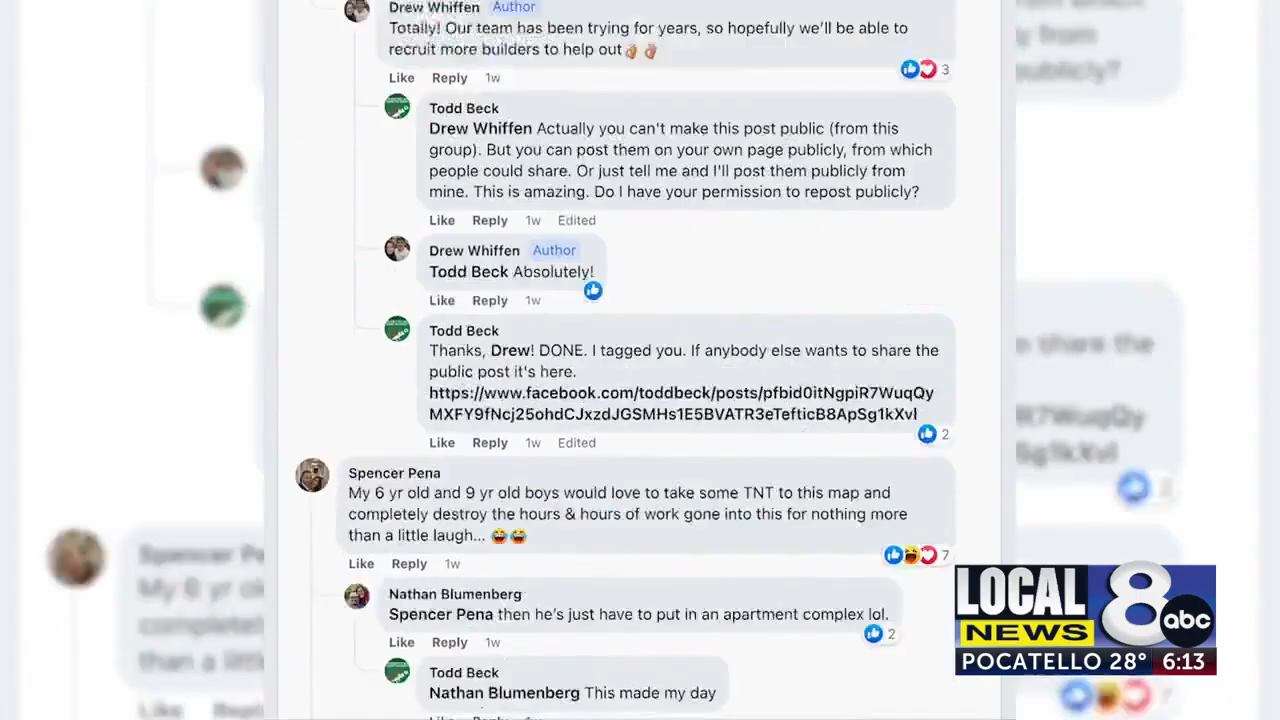 Drew Whiffen Author
Totally! Our team has been trying for years, so hopefully we'll be able to
recruit more builders to help out👌🏽👌🏽
3
Like Reply 1w
Todd Beck
Drew Whiffen Actually you can't make this post public (from this
group). But you can post them on your own page publicly, from which
people could share. Or just tell me and I'll post them publicly from
mine. This is amazing. Do I have your permission to repost publicly?
Like Reply 1w Edited
Drew Whiffen Author
Todd Beck Absolutely!
Like Reply 1w
Todd Beck
Thanks, Drew! DONE. I tagged you. If anybody else wants to share the
public post it's here.
https://www.facebook.com/toddbeck/posts/pfbid0itNgpiR7WuqQy
MXFY9fNcj25ohdCJxzdJGSMHs1E5BVATR3eTefticB8ApSg1kXvl
2
Like Reply 1w Edited
Spencer Pena
My 6 yr old and 9 yr old boys would love to take some TNT to this map and
completely destroy the hours & hours of work gone into this for nothing more
than a little laugh... 😂😂
7
Like Reply 1w
Nathan Blumenberg
Spencer Pena then he's just have to put in an apartment complex lol.
2
Like Reply 1w
Todd Beck
Nathan Blumenberg This made my day
LOCAL
NEWS
8
abc
POCATELLO 28° 6:13